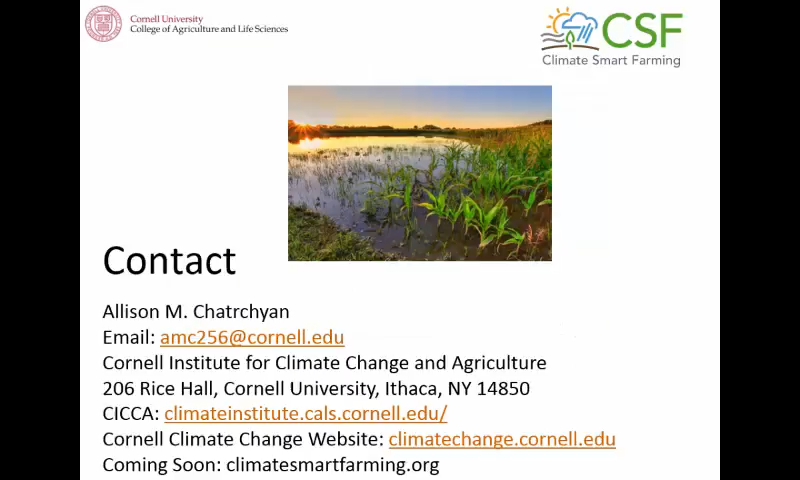 Cornell University
College of Agriculture and Life Sciences
CSF
Climate Smart Farming
Contact
Allison M. Chatrchyan
Email: amc256@cornell.edu
Cornell Institute for Climate Change and Agriculture
206 Rice Hall, Cornell University, Ithaca, NY 14850
CICCA: climateinstitute.cals.cornell.edu/
Cornell Climate Change Website: climatechange.cornell.edu
Coming Soon: climatesmartfarming.org